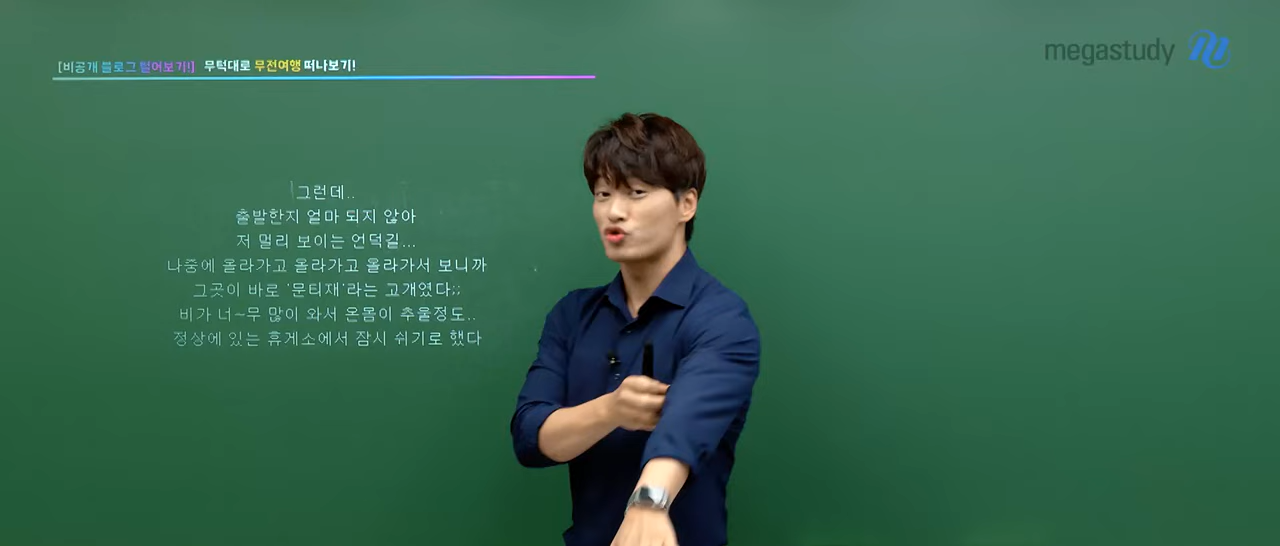 [비공개 블로그 털어보기!] 무턱대로 무전여행 떠나보기!
megastudy
그런데..
출발한지 얼마 되지 않아
저 멀리 보이는 언덕길...
나중에 올라가고 올라가고 올라가서 보니까
그곳이 바로 '문티재'라는 고개였다;;
비가 너~무 많이 와서 온몸이 추울정도..
정상에 있는 휴게소에서 잠시 쉬기로 했다